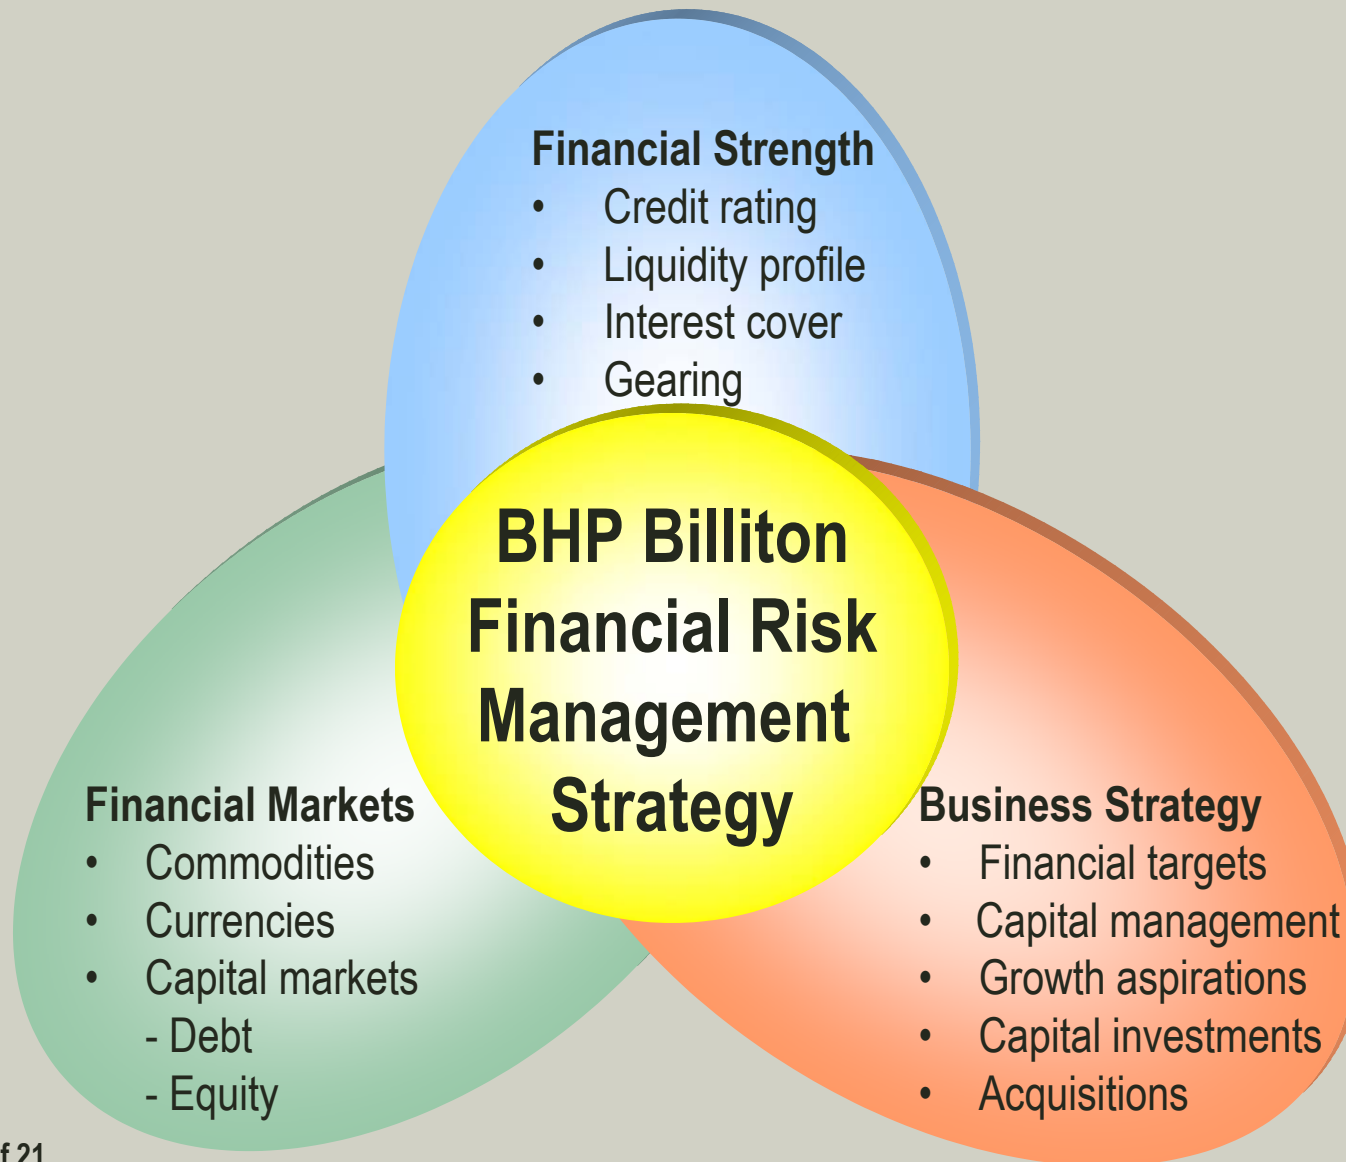 Financial Strength
• Credit rating
• Liquidity profile
• Interest cover
• Gearing
BHP Billiton
Financial Risk
Management
Strategy
Financial Markets
• Commodities
• Currencies
• Capital markets
- Debt
- Equity
Business Strategy
• Financial targets
• Capital management
• Growth aspirations
• Capital investments
• Acquisitions
f 21